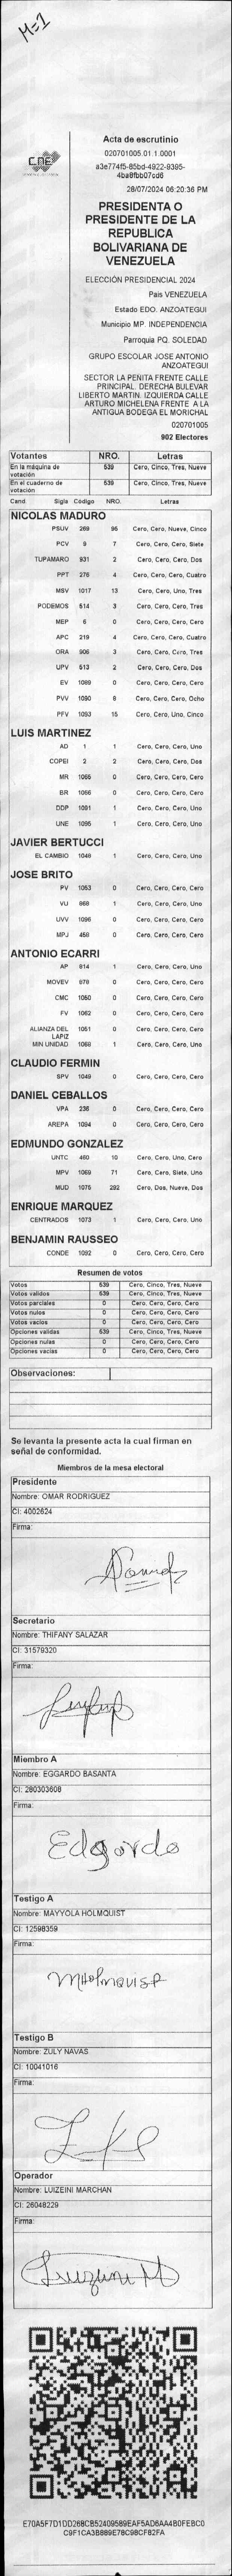 M=1
CNE
Acta de escrutinio
020701005.01.1.0001
a3e774f5-85bd-4922-9395-
4ba8fbb07cd6
28/07/2024 06:20:36 PM
PRESIDENTA O
PRESIDENTE DE LA
REPUBLICA
BOLIVARIANA DE
VENEZUELA
ELECCIÓN PRESIDENCIAL 2024
Pais VENEZUELA
Estado EDO. ANZOATEGUI
Municipio MP. INDEPENDENCIA
Parroquia PQ. SOLEDAD
GRUPO ESCOLAR JOSE ANTONIO
ANZOATEGUI
SECTOR LA PEÑITA FRENTE CALLE
PRINCIPAL. DERECHA BULEVAR
LIBERTO MARTIN. IZQUIERDA CALLE
ARTURO MICHELENA FRENTE A LA
ANTIGUA BODEGA EL MORICHAL
020701005
902 Electores
Votantes NRO. Letras
En la máquina de votación 539 Cero, Cinco, Tres, Nueve
En el cuaderno de votación 539 Cero, Cinco, Tres, Nueve
Cand. Sigla Código NRO. Letras
NICOLAS MADURO
PSUV 269 95 Cero, Cero, Nueve, Cinco
PCV 9 7 Cero, Cero, Cero, Siete
TUPAMARO 931 2 Cero, Cero, Cero, Dos
PPT 276 4 Cero, Cero, Cero, Cuatro
MSV 1017 13 Cero, Cero, Uno, Tres
PODEMOS 514 3 Cero, Cero, Cero, Tres
MEP 6 0 Cero, Cero, Cero, Cero
APC 219 4 Cero, Cero, Cero, Cuatro
ORA 906 3 Cero, Cero, Cero, Tres
UPV 513 2 Cero, Cero, Cero, Dos
EV 1089 0 Cero, Cero, Cero, Cero
PVV 1090 8 Cero, Cero, Cero, Ocho
PFV 1093 15 Cero, Cero, Uno, Cinco
LUIS MARTINEZ
AD 1 1 Cero, Cero, Cero, Uno
COPEI 2 2 Cero, Cero, Cero, Dos
MR 1055 0 Cero, Cero, Cero, Cero
BR 1066 0 Cero, Cero, Cero, Cero
DDP 1091 1 Cero, Cero, Cero, Uno
UNE 1095 1 Cero, Cero, Cero, Uno
JAVIER BERTUCCI
EL CAMBIO 1048 1 Cero, Cero, Cero, Uno
JOSE BRITO
PV 1053 0 Cero, Cero, Cero, Cero
VU 868 1 Cero, Cero, Cero, Uno
UVV 1096 0 Cero, Cero, Cero, Cero
MPJ 458 0 Cero, Cero, Cero, Cero
ANTONIO ECARRI
AP 814 1 Cero, Cero, Cero, Uno
MOVEV 879 0 Cero, Cero, Cero, Cero
CMC 1050 0 Cero, Cero, Cero, Cero
FV 1062 0 Cero, Cero, Cero, Cero
ALIANZA DEL LAPIZ 1051 0 Cero, Cero, Cero, Cero
MIN UNIDAD 1068 1 Cero, Cero, Cero, Uno
CLAUDIO FERMIN
SPV 1049 0 Cero, Cero, Cero, Cero
DANIEL CEBALLOS
VPA 236 0 Cero, Cero, Cero, Cero
AREPA 1094 0 Cero, Cero, Cero, Cero
EDMUNDO GONZALEZ
UNTC 460 10 Cero, Cero, Uno, Cero
MPV 1069 71 Cero, Cero, Siete, Uno
MUD 1075 292 Cero, Dos, Nueve, Dos
ENRIQUE MARQUEZ
CENTRADOS 1073 1 Cero, Cero, Cero, Uno
BENJAMIN RAUSSEO
CONDE 1092 0 Cero, Cero, Cero, Cero
Resumen de votos
Votos 539 Cero, Cinco, Tres, Nueve
Votos validos 539 Cero, Cinco, Tres, Nueve
Votos parciales 0 Cero, Cero, Cero, Cero
Votos nulos 0 Cero, Cero, Cero, Cero
Votos vacios 0 Cero, Cero, Cero, Cero
Opciones validas 539 Cero, Cinco, Tres, Nueve
Opciones nulas 0 Cero, Cero, Cero, Cero
Opciones vacias 0 Cero, Cero, Cero, Cero
Observaciones:
Se levanta la presente acta la cual firman en
señal de conformidad.
Miembros de la mesa electoral
Presidente
Nombre: OMAR RODRIGUEZ
CI: 4002624
Firma:
Secretario
Nombre: THIFANY SALAZAR
CI: 31579320
Firma:
Miembro A
Nombre: EGGARDO BASANTA
CI: 280303608
Firma:
Edgardo
Testigo A
Nombre: MAYYOLA HOLMQUIST
CI: 12598359
Firma:
MHolmquist
Testigo B
Nombre: ZULY NAVAS
CI: 10041016
Firma:
Operador
Nombre: LUIZEINI MARCHAN
CI: 26048229
Firma:
Luizeini M
E70A5F7D1DD268CB52409589EAF5AD6AA4B0FEBC0
C9F1CA3B889E78C98CF82FA